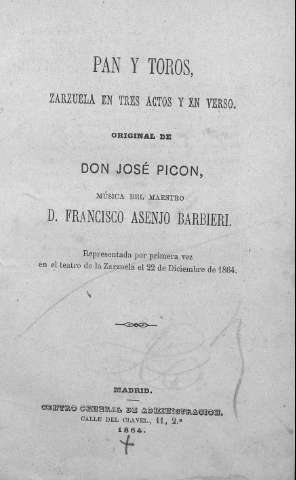 PAN Y TOROS,
ZARZUELA EN TRES ACTOS Y EN VERSO.
ORIGINAL DE
DON JOSÉ PICON,
MÚSICA DEL MAESTRO
D. FRANCISCO ASENJO BARBIERI.
Representada por primera vez
en el teatro de la Zarzuela el 22 de Diciembre de 1864.
MADRID.
CENTRO GENERAL DE ADMINISTRACION.
CALLE DEL CLAVEL, 11, 2.º
1864.